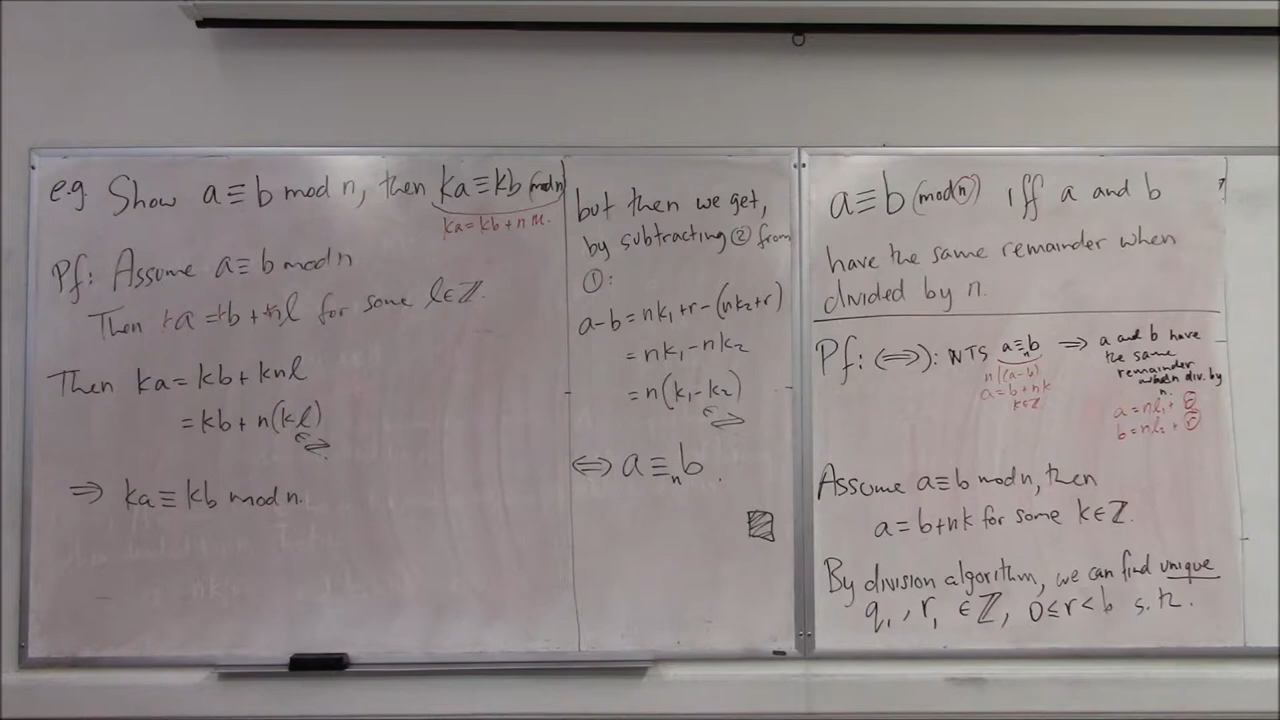 e.g. Show a ≡ b mod n, then ka ≡ kb (mod n)
ka = kb + n m.
Pf: Assume a ≡ b mod n
Then a = b + nl for some l ∈ ℤ.
Then ka = kb + knl
= kb + n(kl)
∈ ℤ.
⇒ ka ≡ kb mod n.
but then we get,
by subtracting ② from
①:
a-b = nk₁+r-(nk₂+r)
= nk₁-nk₂
= n(k₁-k₂)
∈ ℤ
⇔ a ≡ₙ b.
a ≡ b (mod n) iff a and b
have the same remainder when
divided by n.
Pf: (⇒): NTS a ≡ₙ b ⇒ a and b have
the same
remainder
when div. by
n.
n|(a-b)
a = b + nk
k∈ℤ
a = nl₁ + r
b = nl₂ + r
Assume a ≡ b mod n, then
a = b+nk for some k∈ℤ.
By division algorithm, we can find unique
q₁, r₁ ∈ ℤ, 0 ≤ r < b s.th.